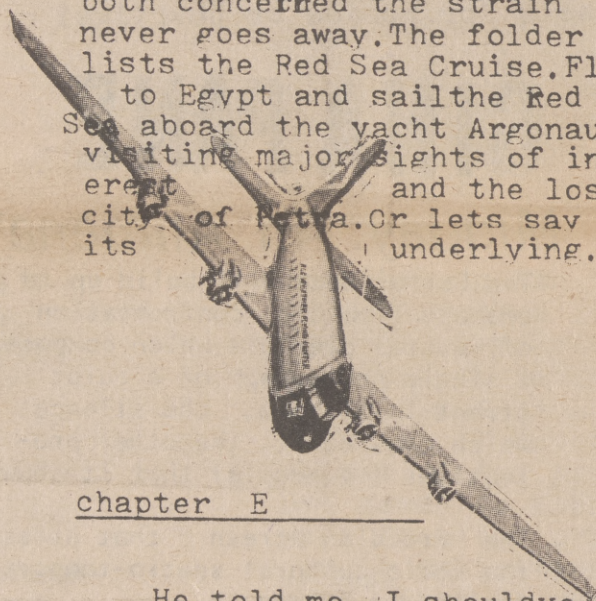 both concerned the strain
never goes away.The folder
lists the Red Sea Cruise.Fl
to Egypt and sailthe Red
Sea aboard the yacht Argonau
visiting major sights of in
erest and the los
city of Petra.Or lets say
its underlying.
chapter E
He told me I shouldve